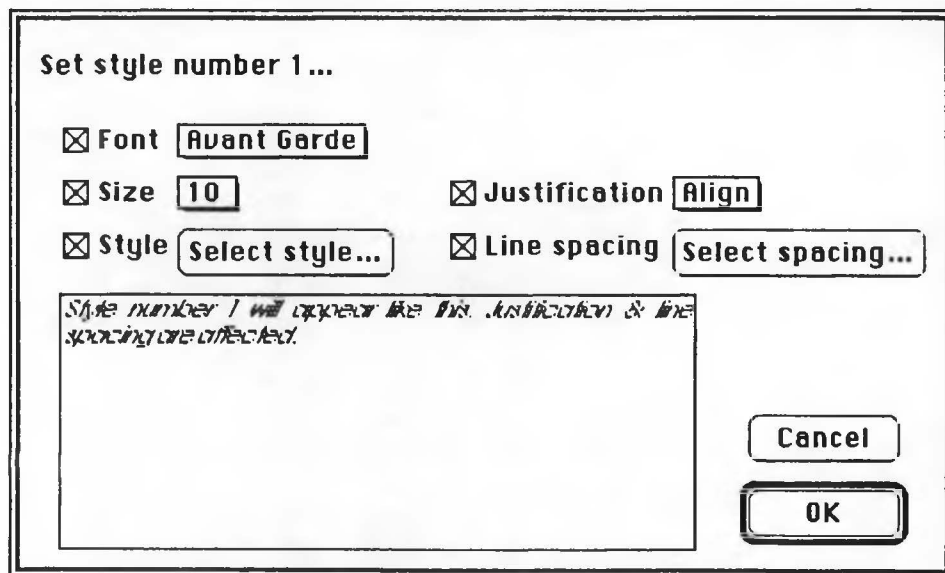 Set style number 1...
Font Avant Garde
Size 10 Justification Align
Style Select style... Line spacing Select spacing...
Style number 1 will appear like this. Justification & line
spacing are affected.
Cancel
OK